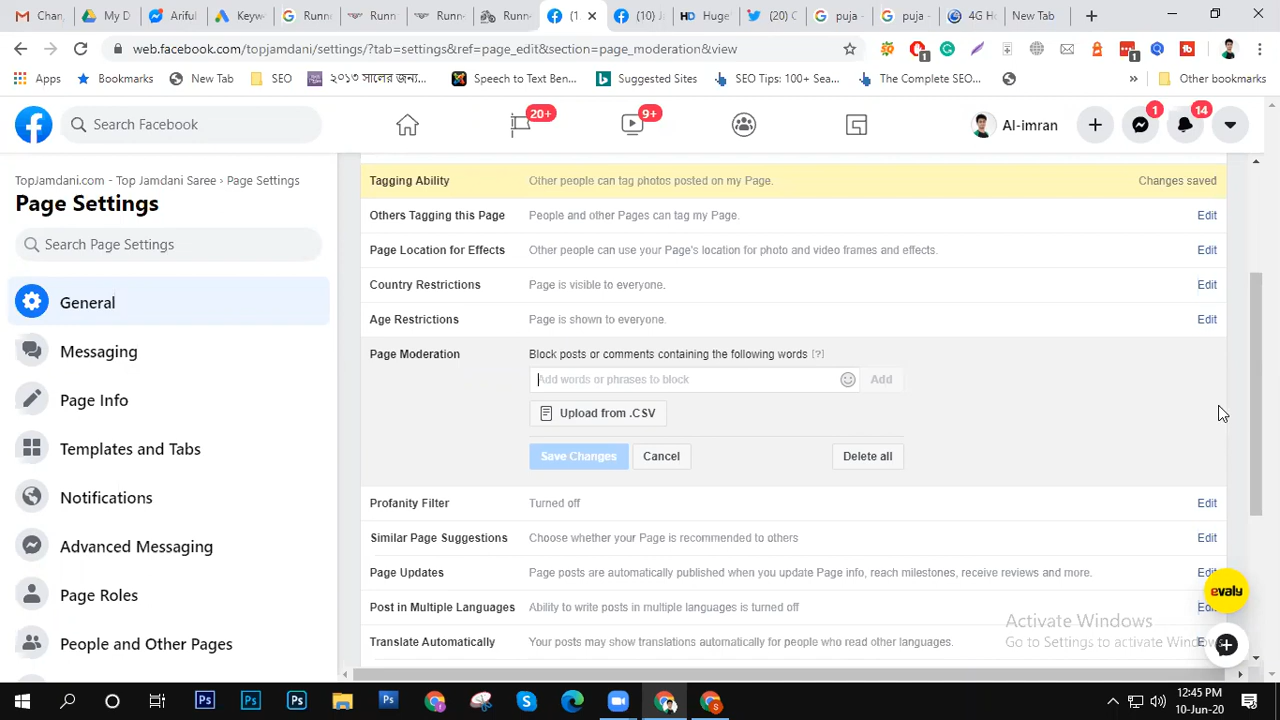 Chan
My D
Ariful
Keyw
Runn
Runn
Runn
Runn
(1
(10) J
Huge
(20) C
puja -
puja -
4G H
New Tab
web.facebook.com/topjamdani/settings/?tab=settings&ref=page_edit&section=page_moderation&view
1
1
Apps
Bookmarks
New Tab
SEO
২০১৩ সালের জন্য...
Speech to Text Ben...
Suggested Sites
SEO Tips: 100+ Sea...
The Complete SEO...
»
Other bookmarks
Search Facebook
20+
9+
Al-imran
1
14
TopJamdani.com - Top Jamdani Saree › Page Settings
Page Settings
Search Page Settings
General
Messaging
Page Info
Templates and Tabs
Notifications
Advanced Messaging
Page Roles
People and Other Pages
Tagging Ability Other people can tag photos posted on my Page. Changes saved
Others Tagging this Page People and other Pages can tag my Page. Edit
Page Location for Effects Other people can use your Page's location for photo and video frames and effects. Edit
Country Restrictions Page is visible to everyone. Edit
Age Restrictions Page is shown to everyone. Edit
Page Moderation Block posts or comments containing the following words [?]
Add words or phrases to block Add
Upload from .CSV
Save Changes Cancel Delete all
Profanity Filter Turned off Edit
Similar Page Suggestions Choose whether your Page is recommended to others Edit
Page Updates Page posts are automatically published when you update Page info, reach milestones, receive reviews and more. Edit
Post in Multiple Languages Ability to write posts in multiple languages is turned off
Translate Automatically Your posts may show translations automatically for people who read other languages.
evaly
Activate Windows
Go to Settings to activate Windows
12:45 PM
10-Jun-20